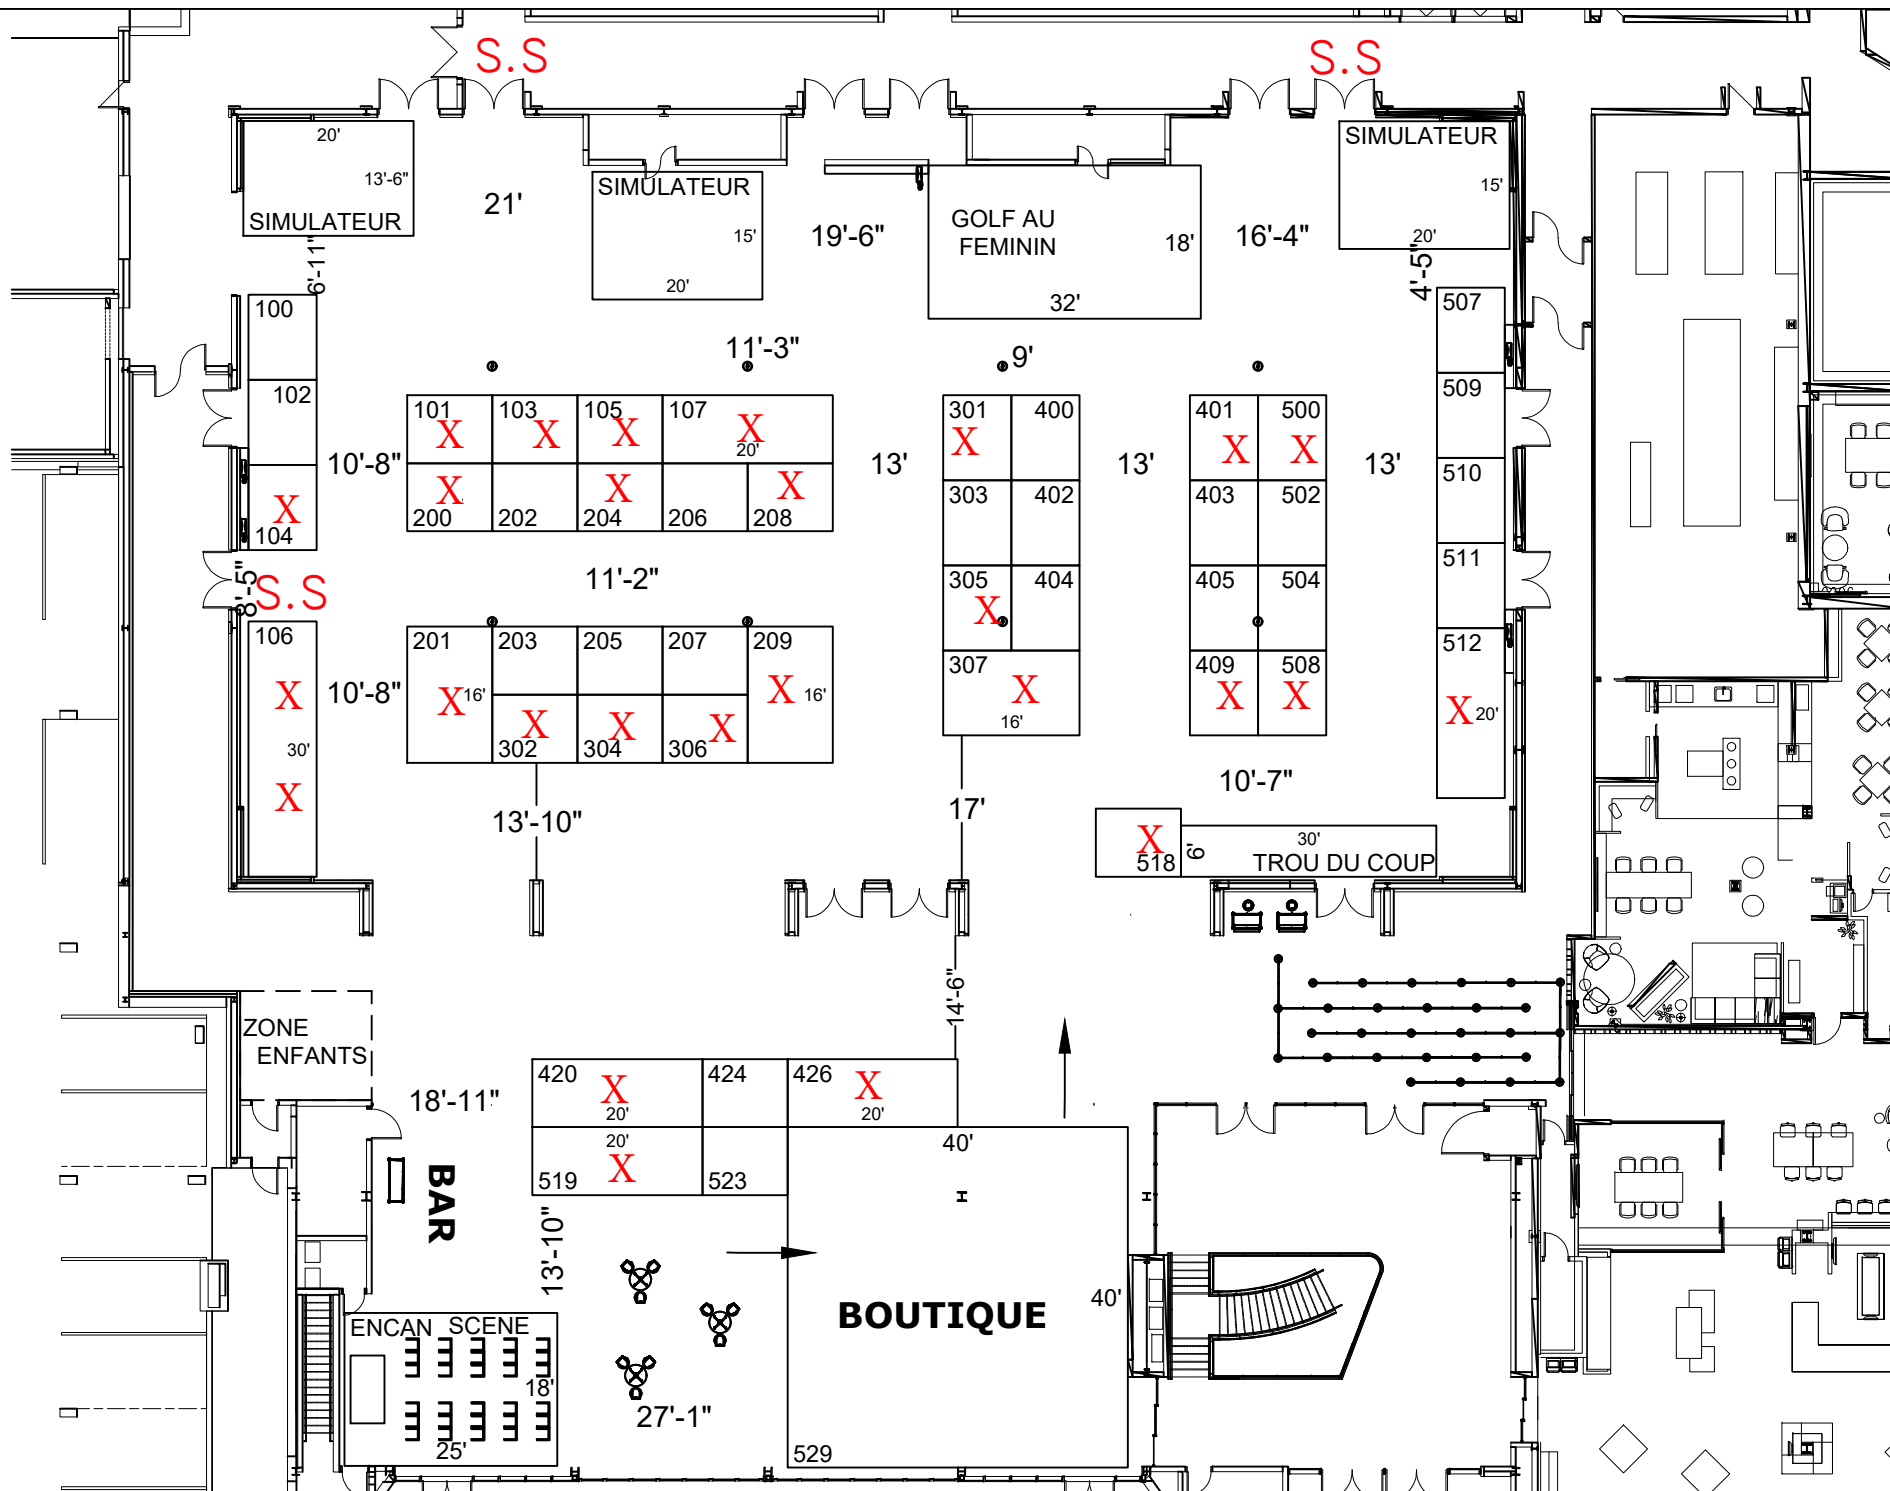 S.S
S.S
20'
13'-6"
SIMULATEUR
21'
SIMULATEUR
15'
20'
19'-6"
GOLF AU
FEMININ
18'
32'
16'-4"
SIMULATEUR
15'
20'
6'-11"
4'-5"
100
102
X
104
8'-5"
S.S
106
X
30'
X
11'-3"
9'
10'-8"
101
X
103
X
105
X
107
X
20'
X
200
202
X
204
206
X
208
13'
301
X
400
303
402
305
X
404
307
X
16'
13'
401
X
500
X
403
502
405
504
409
X
508
X
13'
507
509
510
511
512
X
20'
11'-2"
10'-8"
201
X
16'
203
205
207
209
X
16'
X
302
X
304
X
306
13'-10"
17'
10'-7"
X
518
6'
30'
TROU DU COUP
14'-6"
ZONE
ENFANTS
18'-11"
420
X
20'
424
426
X
20'
20'
X
519
523
40'
BAR
13'-10"
BOUTIQUE
40'
ENCAN SCENE
18'
25'
27'-1"
529